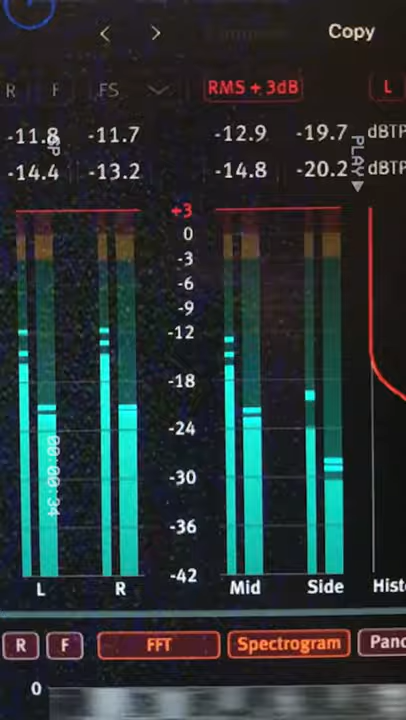 < > Copy
R F FS RMS + 3dB L
-11.8 -11.7 -12.9 -19.7 dBTP
-14.4 -13.2 -14.8 -20.2 dBTP
PLAY
+3
0
-3
-6
-9
-12
-18
-24
-30
-36
-42
00:00:34
L R Mid Side Histo
R F FFT Spectrogram Pano
0